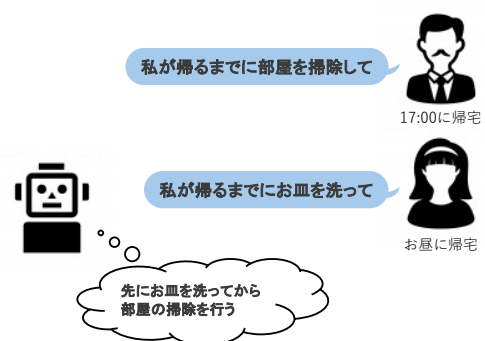 私が帰るまでに部屋を掃除して
17:00に帰宅
私が帰るまでにお皿を洗って
お昼に帰宅
先にお皿を洗ってから
部屋の掃除を行う